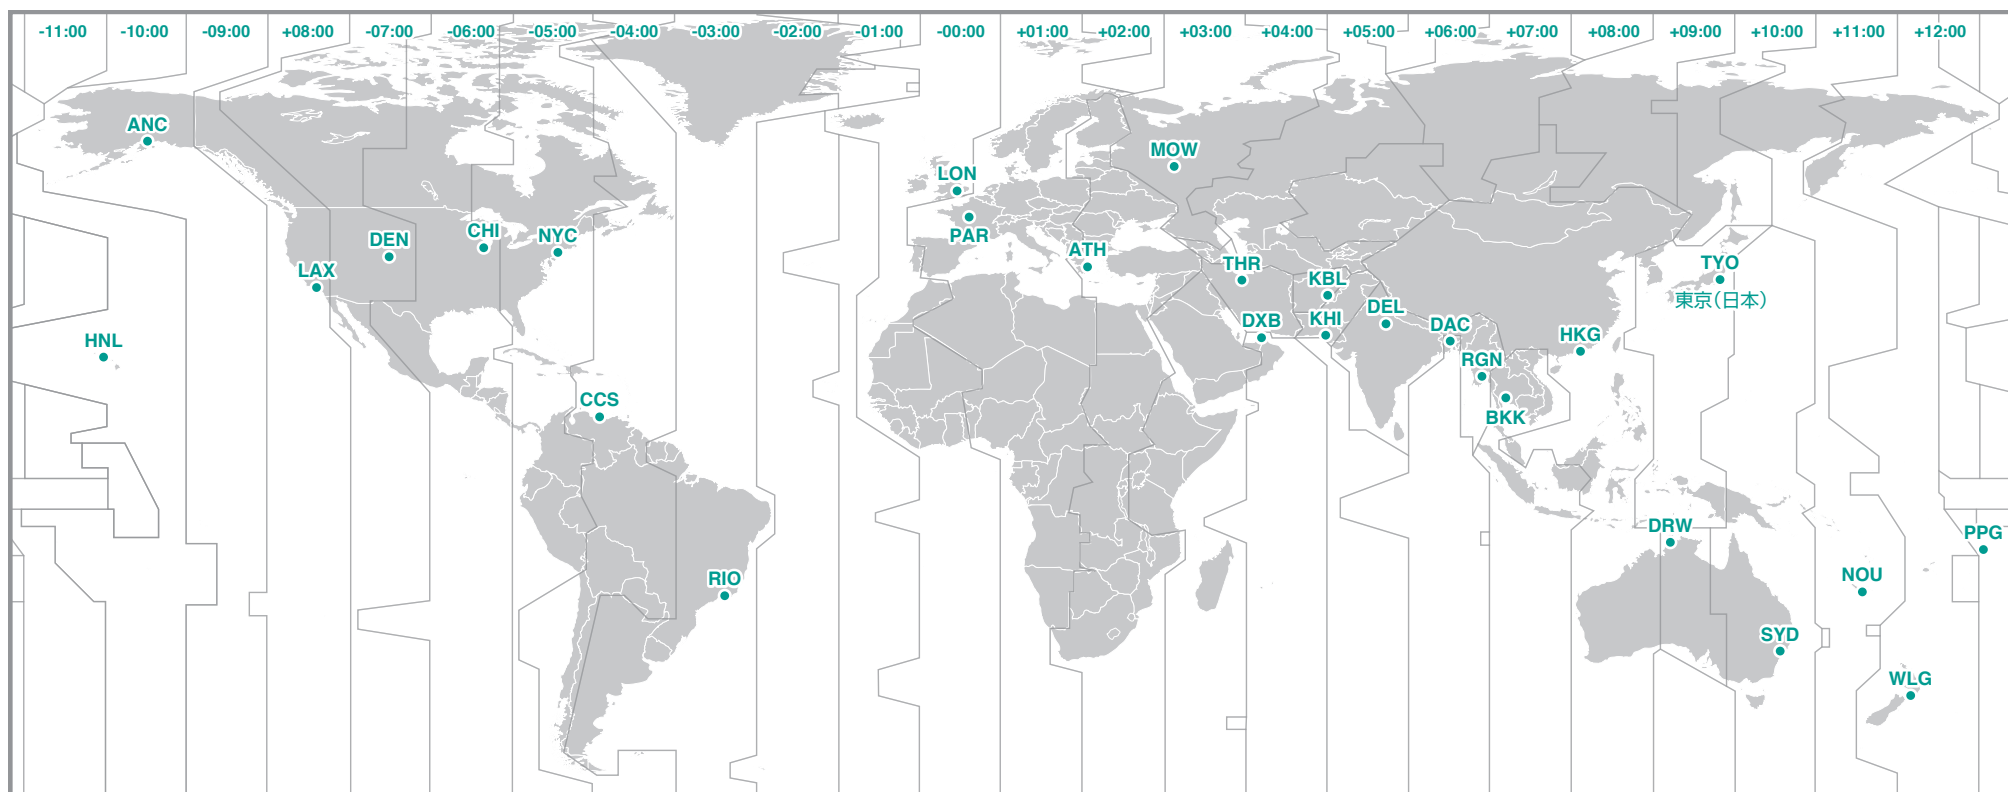 -11:00 -10:00 -09:00 +08:00 -07:00 -06:00 -05:00 -04:00 -03:00 -02:00 -01:00 -00:00 +01:00 +02:00 +03:00 +04:00 +05:00 +06:00 +07:00 +08:00 +09:00 +10:00 +11:00 +12:00
ANC
MOW
LON
CHI
NYC
PAR
DEN
ATH
LAX
THR
TYO
KBL
東京(日本)
DEL
DXB
KHI
DAC
HKG
HNL
RGN
CCS
BKK
DRW
PPG
NOU
RIO
SYD
WLG